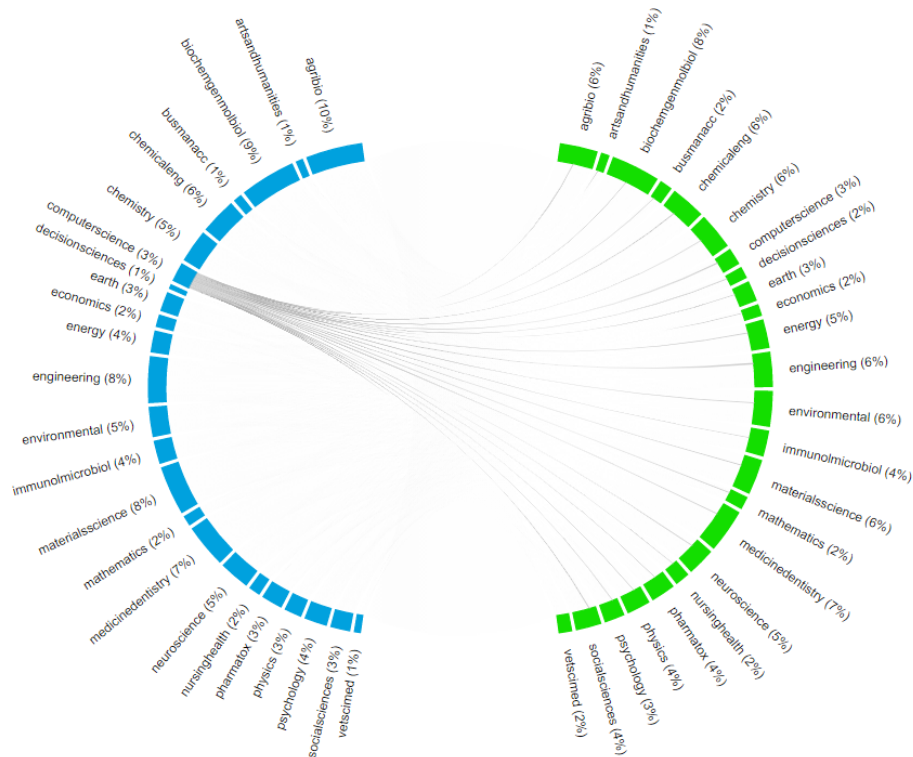 agribio (10%)
artsandhumanities (1%)
biochemgenmolbiol (9%)
busmanacc (1%)
chemicaleng (6%)
chemistry (5%)
computerscience (3%)
decisionsciences (1%)
earth (3%)
economics (2%)
energy (4%)
engineering (8%)
environmental (5%)
immunolmicrobiol (4%)
materialsscience (8%)
mathematics (2%)
medicinedentistry (7%)
neuroscience (5%)
nursinghealth (2%)
pharmatox (3%)
physics (3%)
psychology (4%)
socialsciences (3%)
vetscimed (1%)
agribio (6%)
artsandhumanities (1%)
biochemgenmolbiol (8%)
busmanacc (2%)
chemicaleng (6%)
chemistry (6%)
computerscience (3%)
decisionsciences (2%)
earth (3%)
economics (2%)
energy (5%)
engineering (6%)
environmental (6%)
immunolmicrobiol (4%)
materialsscience (6%)
mathematics (2%)
medicinedentistry (7%)
neuroscience (5%)
nursinghealth (2%)
pharmatox (4%)
physics (4%)
psychology (3%)
socialsciences (4%)
vetscimed (2%)